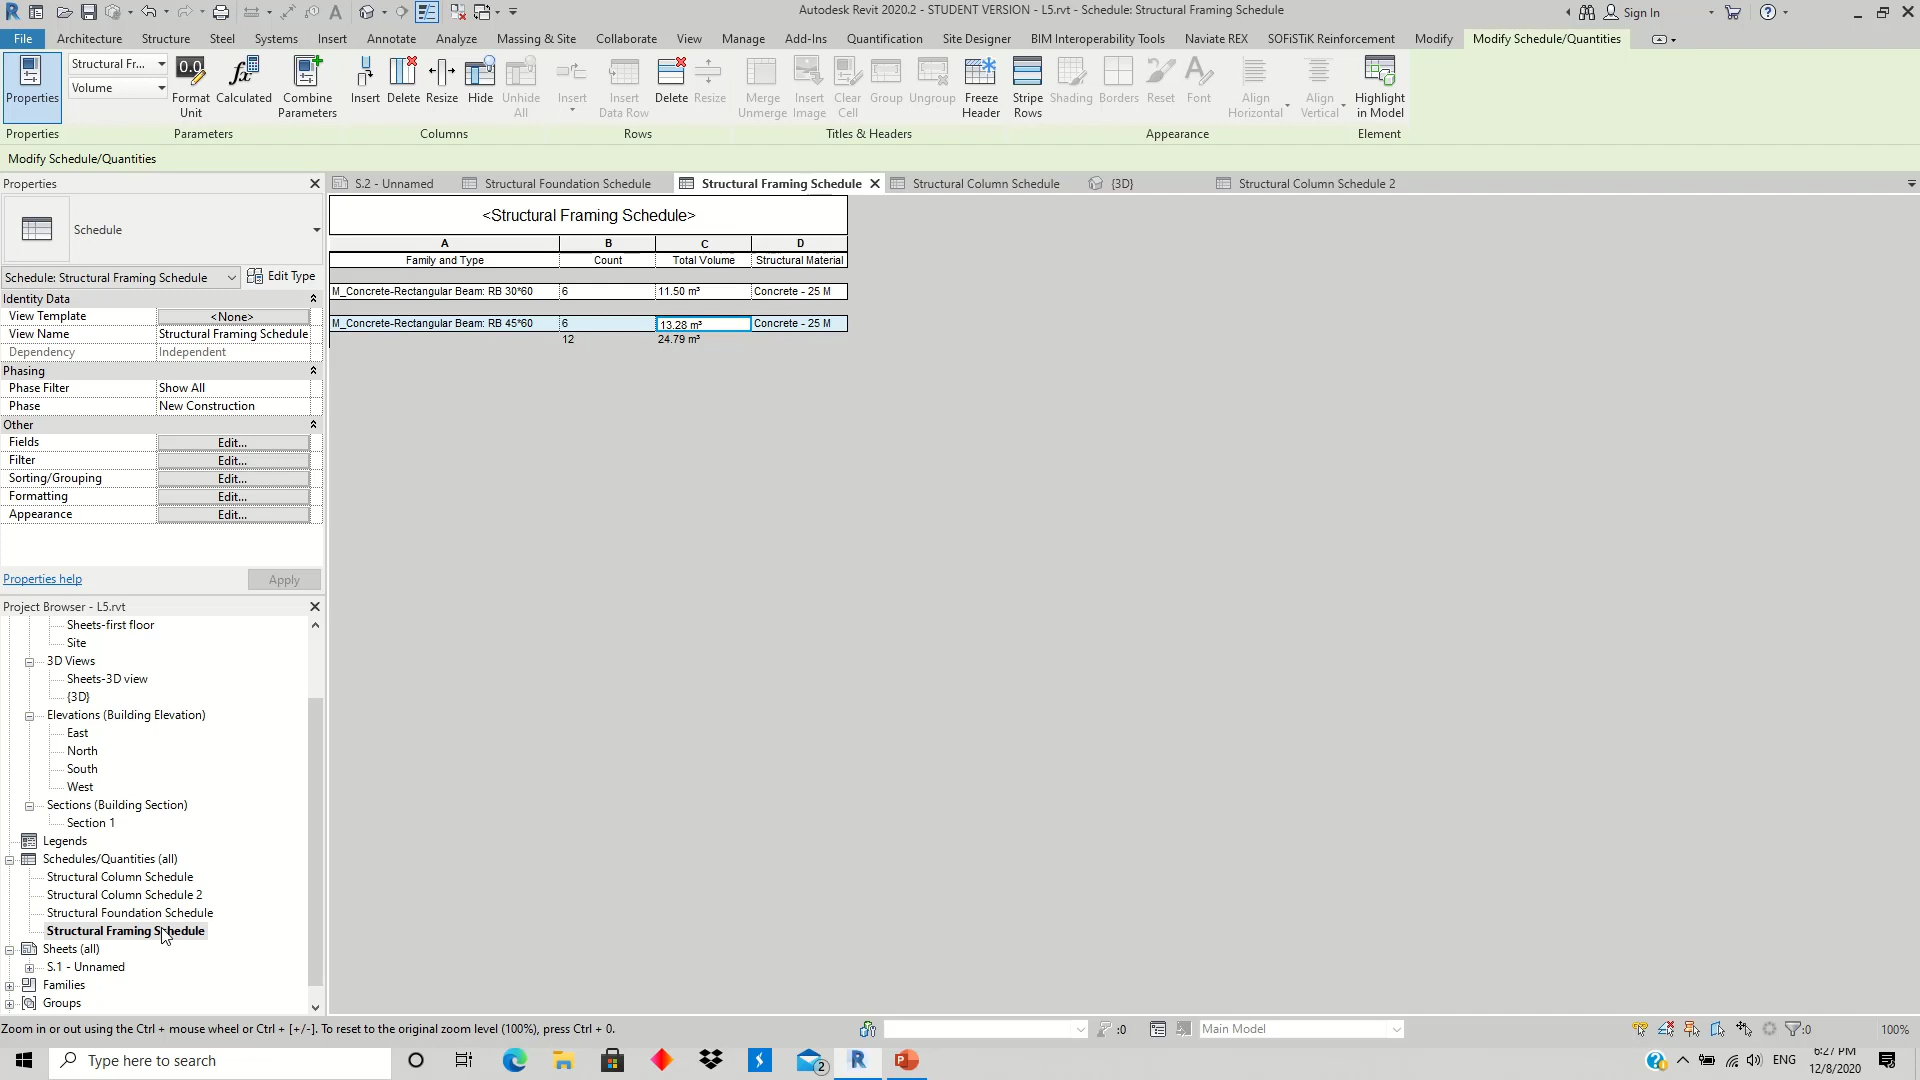 Autodesk Revit 2020.2 - STUDENT VERSION - L5.rvt - Schedule: Structural Framing Schedule
Sign In
File Architecture Structure Steel Systems Insert Annotate Analyze Massing & Site Collaborate View Manage Add-Ins Quantification Site Designer BIM Interoperability Tools Naviate REX SOFiSTiK Reinforcement Modify Modify Schedule/Quantities
Structural Fr...
Volume
Properties
Format Unit
Calculated
Combine Parameters
Insert
Delete
Resize
Hide
Unhide All
Insert
Insert Data Row
Delete
Resize
Merge Unmerge
Insert Image
Clear Cell
Group
Ungroup
Freeze Header
Stripe Rows
Shading
Borders
Reset
Font
Align Horizontal
Align Vertical
Highlight in Model
Properties Parameters Columns Rows Titles & Headers Appearance Element
Modify Schedule/Quantities
Properties
S.2 - Unnamed
Structural Foundation Schedule
Structural Framing Schedule
Structural Column Schedule
{3D}
Structural Column Schedule 2
Schedule
Schedule: Structural Framing Schedule
Edit Type
Identity Data
View Template <None>
View Name Structural Framing Schedule
Dependency Independent
Phasing
Phase Filter Show All
Phase New Construction
Other
Fields Edit...
Filter Edit...
Sorting/Grouping Edit...
Formatting Edit...
Appearance Edit...
Properties help
Apply
<Structural Framing Schedule>
A B C D
Family and Type Count Total Volume Structural Material
M_Concrete-Rectangular Beam: RB 30*60 6 11.50 m³ Concrete - 25 M
M_Concrete-Rectangular Beam: RB 45*60 6 13.28 m³ Concrete - 25 M
12 24.79 m³
Project Browser - L5.rvt
Sheets-first floor
Site
3D Views
Sheets-3D view
{3D}
Elevations (Building Elevation)
East
North
South
West
Sections (Building Section)
Section 1
Legends
Schedules/Quantities (all)
Structural Column Schedule
Structural Column Schedule 2
Structural Foundation Schedule
Structural Framing Schedule
Sheets (all)
S.1 - Unnamed
Families
Groups
Zoom in or out using the Ctrl + mouse wheel or Ctrl + [+/-]. To reset to the original zoom level (100%), press Ctrl + 0.
:0
Main Model
:0
100%
Type here to search
2
ENG
6:27 PM
12/8/2020